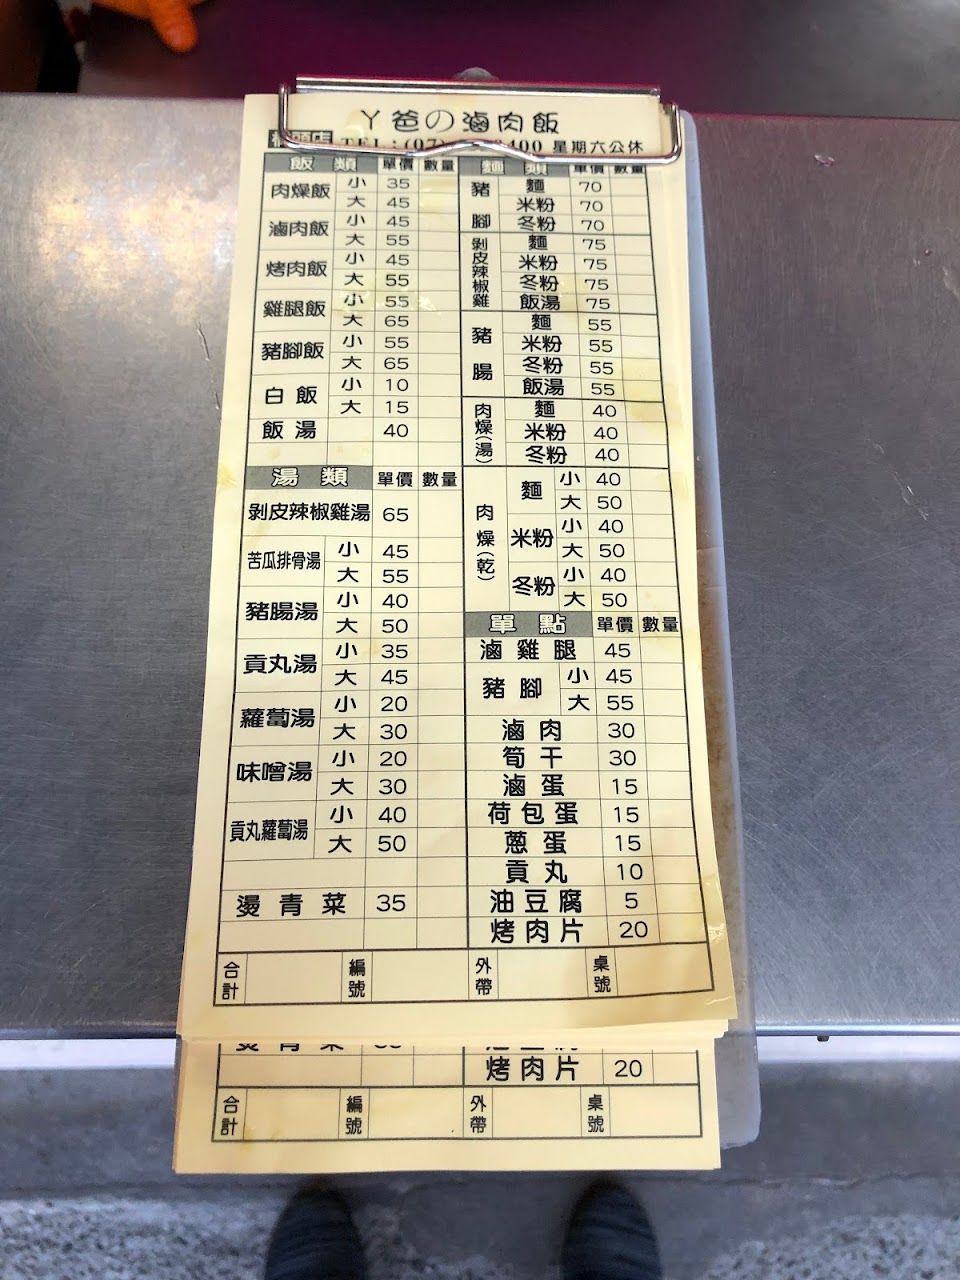 ㄚ爸の滷肉飯
TEL:(07) 400 星期六公休
飯類 單價 數量
肉燥飯 小 35
大 45
滷肉飯 小 45
大 55
烤肉飯 小 45
大 55
雞腿飯 小 55
大 65
豬腳飯 小 55
大 65
白飯 小 10
大 15
飯湯 40
湯類 單價 數量
剝皮辣椒雞湯 65
苦瓜排骨湯 小 45
大 55
豬腸湯 小 40
大 50
貢丸湯 小 35
大 45
蘿蔔湯 小 20
大 30
味噌湯 小 20
大 30
貢丸蘿蔔湯 小 40
大 50
燙青菜 35
麵類 單價 數量
豬腳 麵 70
米粉 70
冬粉 70
剝皮辣椒雞 麵 75
米粉 75
冬粉 75
飯湯 75
豬腸 麵 55
米粉 55
冬粉 55
飯湯 55
肉燥(湯) 麵 40
米粉 40
冬粉 40
肉燥(乾) 麵 小 40
大 50
米粉 小 40
大 50
冬粉 小 40
大 50
單點 單價 數量
滷雞腿 45
豬腳 小 45
大 55
滷肉 30
筍干 30
滷蛋 15
荷包蛋 15
蔥蛋 15
貢丸 10
油豆腐 5
烤肉片 20
合計 編號 外帶 桌號
燙青菜
烤肉片 20
合計 編號 外帶 桌號